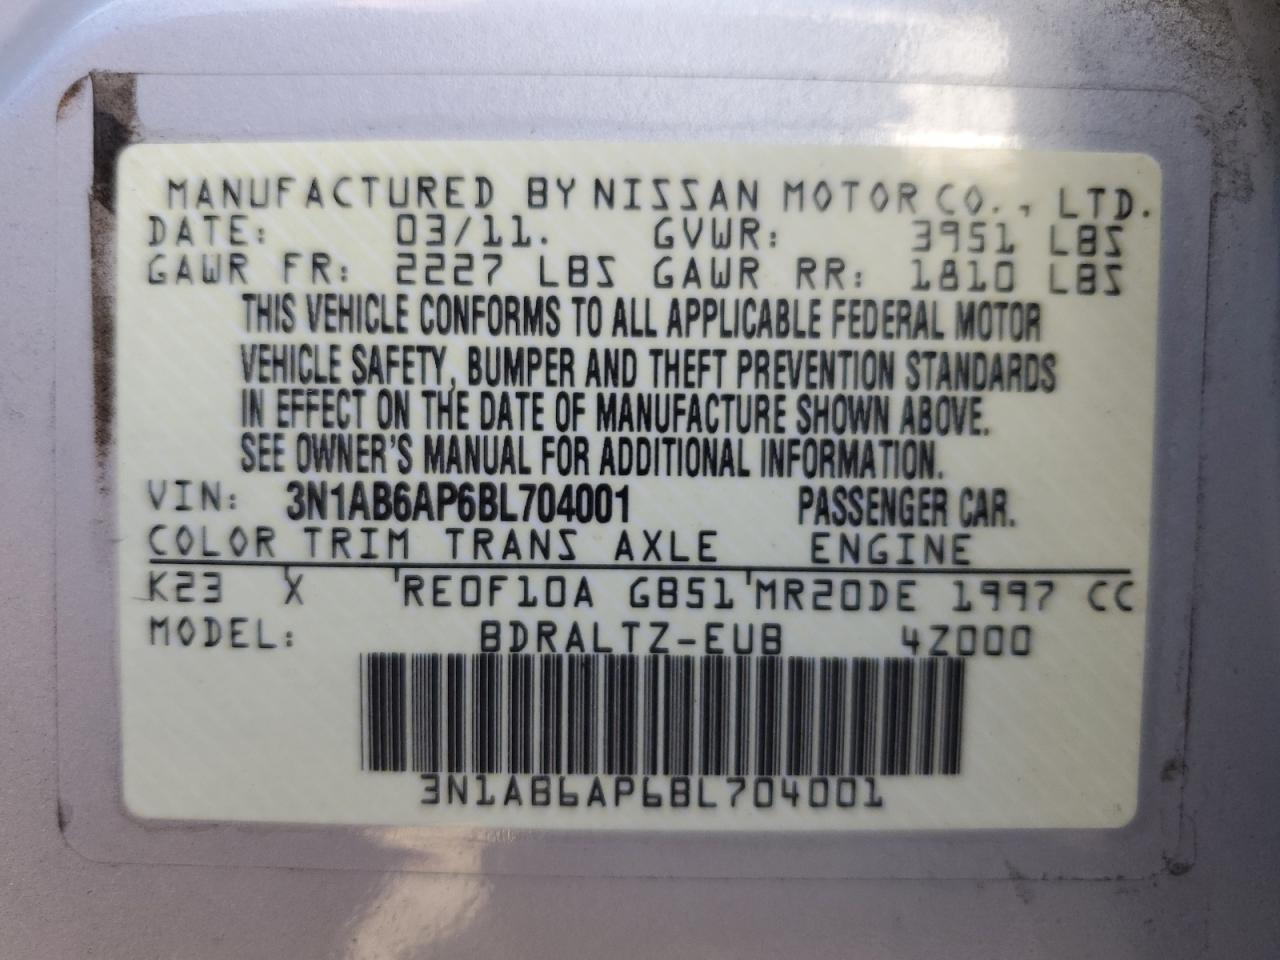 MANUFACTURED BY NISSAN MOTOR CO., LTD.
DATE: 03/11. GVWR: 3951 LBS
GAWR FR: 2227 LBS GAWR RR: 1810 LBS
THIS VEHICLE CONFORMS TO ALL APPLICABLE FEDERAL MOTOR
VEHICLE SAFETY, BUMPER AND THEFT PREVENTION STANDARDS
IN EFFECT ON THE DATE OF MANUFACTURE SHOWN ABOVE.
SEE OWNER'S MANUAL FOR ADDITIONAL INFORMATION.
VIN: 3N1AB6AP6BL704001 PASSENGER CAR.
COLOR TRIM TRANS AXLE ENGINE
K23 X RE0F10A GB51 MR20DE 1997 CC
MODEL: BDRALTZ-EUB 4Z000
3N1AB6AP6BL704001